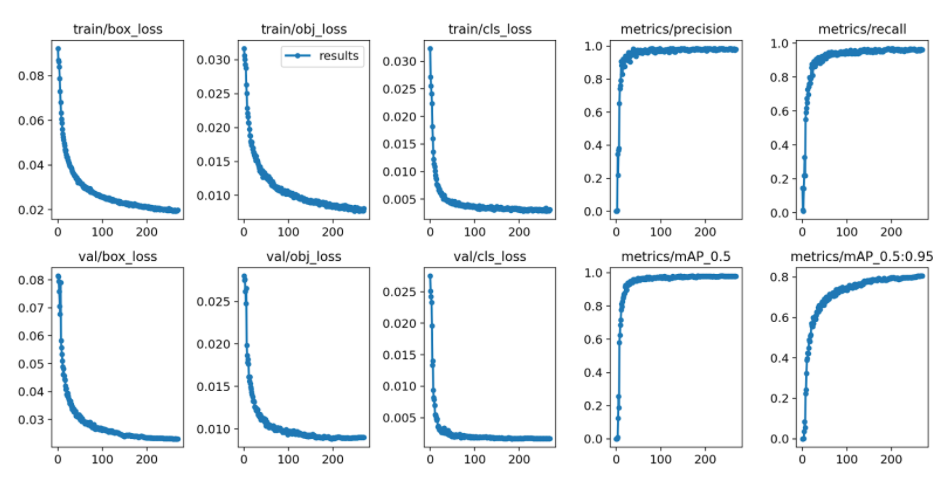 train/box_loss
0.08
0.06
0.04
0.02
0 100 200
train/obj_loss
results
0.030
0.025
0.020
0.015
0.010
0 100 200
train/cls_loss
0.030
0.025
0.020
0.015
0.010
0.005
0 100 200
metrics/precision
1.0
0.8
0.6
0.4
0.2
0.0
0 100 200
metrics/recall
1.0
0.8
0.6
0.4
0.2
0.0
0 100 200
val/box_loss
0.08
0.07
0.06
0.05
0.04
0.03
0 100 200
val/obj_loss
0.025
0.020
0.015
0.010
0 100 200
val/cls_loss
0.025
0.020
0.015
0.010
0.005
0 100 200
metrics/mAP_0.5
1.0
0.8
0.6
0.4
0.2
0.0
0 100 200
metrics/mAP_0.5:0.95
0.8
0.6
0.4
0.2
0.0
0 100 200